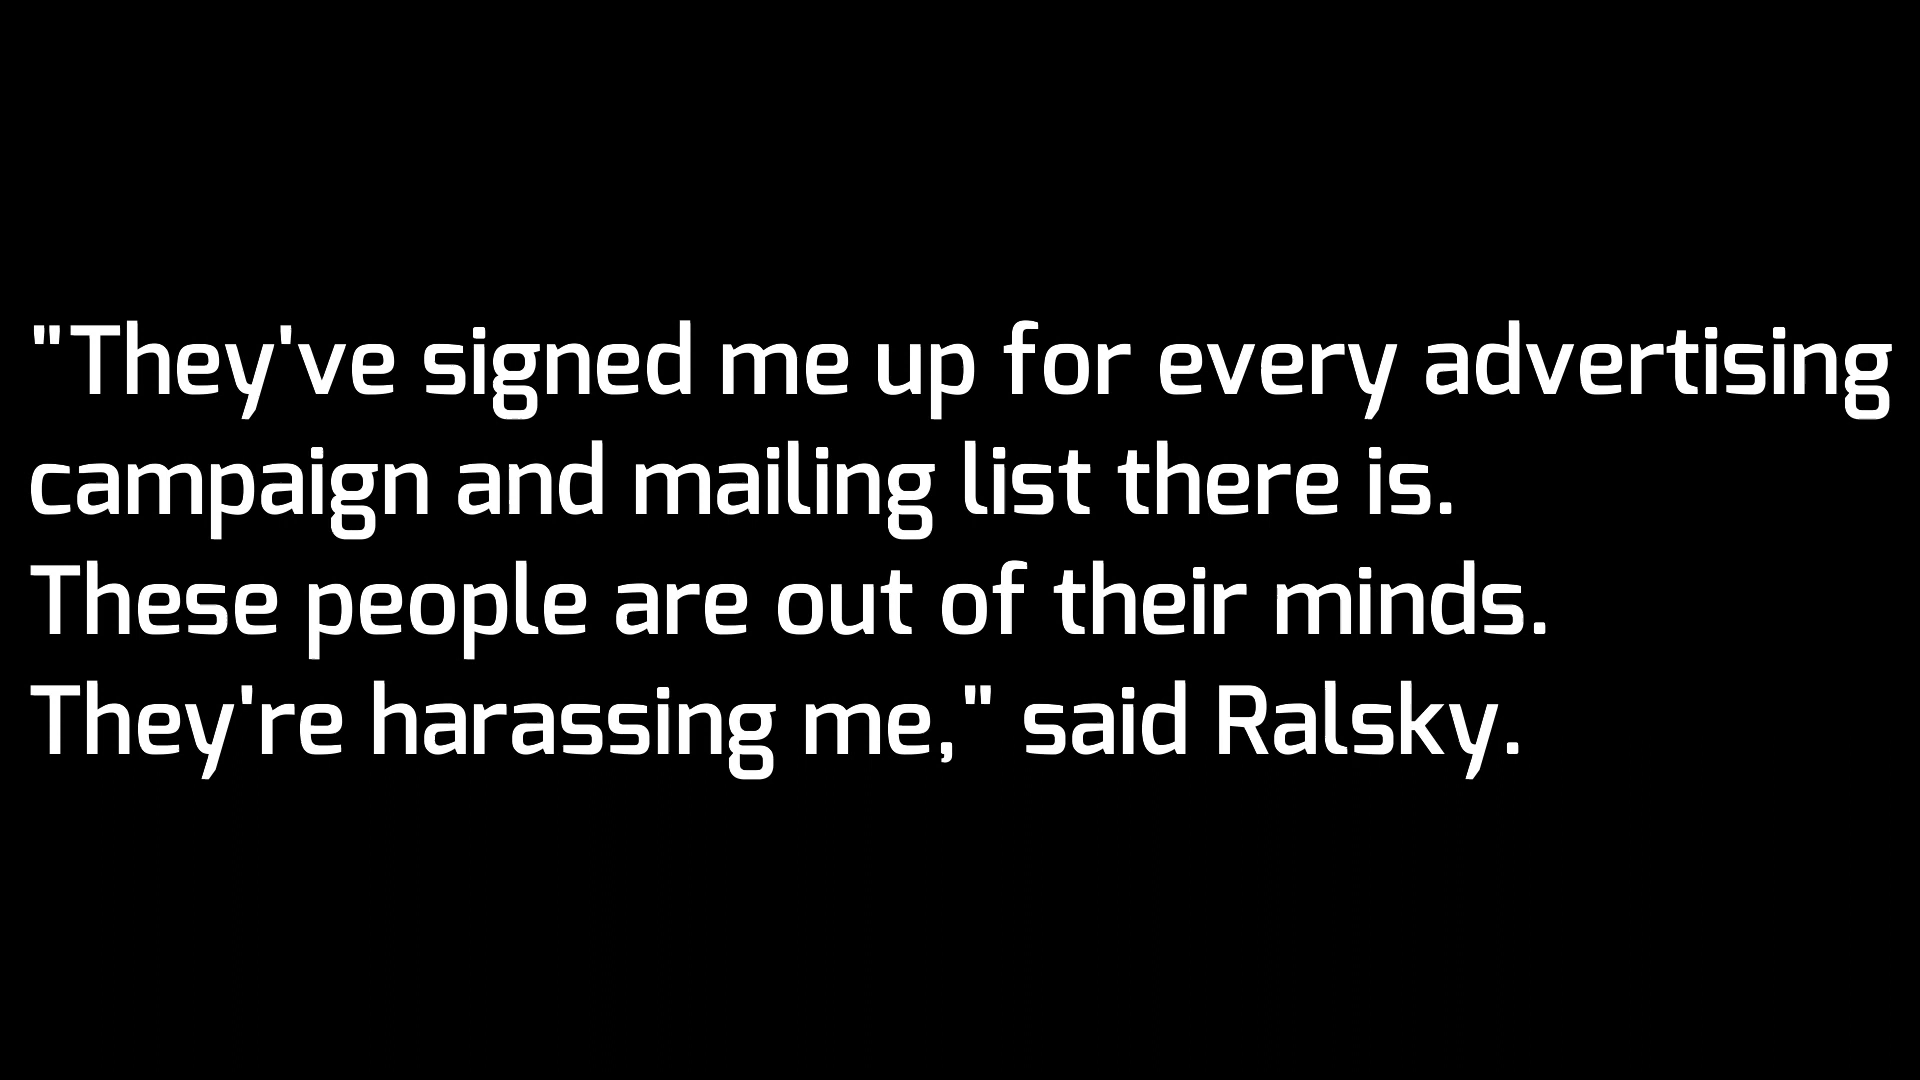 "They've signed me up for every advertising
campaign and mailing list there is.
These people are out of their minds.
They're harassing me," said Ralsky.